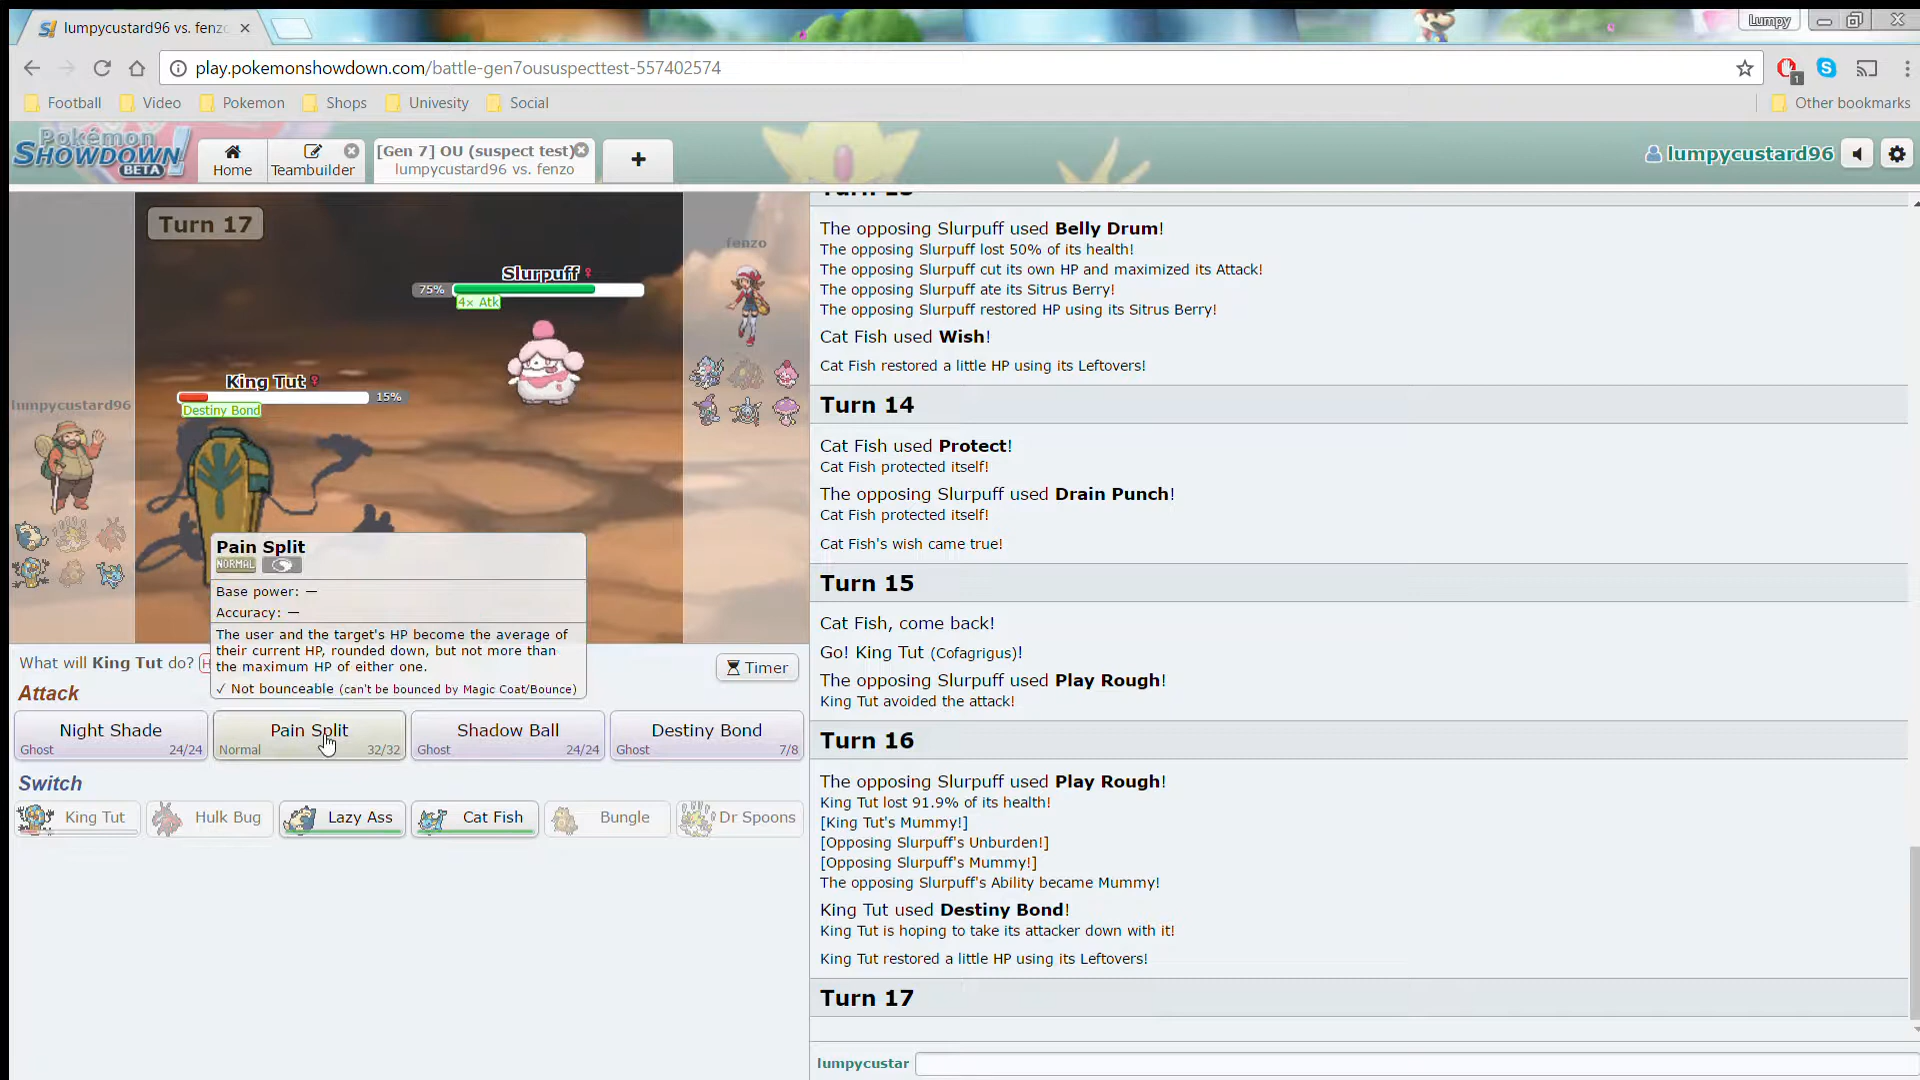 lumpycustard96 vs. fenzo
Lumpy
play.pokemonshowdown.com/battle-gen7oususpecttest-557402574
1
Football
Video
Pokemon
Shops
Univesity
Social
Other bookmarks
Pokémon
SHOWDOWN!
BETA
Home
Teambuilder
[Gen 7] OU (suspect test)
lumpycustard96 vs. fenzo
+
lumpycustard96
Turn 17
fenzo
Slurpuff ♀
75%
4× Atk
King Tut ♀
15%
Destiny Bond
lumpycustard96
Pain Split
NORMAL
Base power: —
Accuracy: —
The user and the target's HP become the average of
their current HP, rounded down, but not more than
the maximum HP of either one.
✓ Not bounceable (can't be bounced by Magic Coat/Bounce)
What will King Tut do?
Timer
Attack
Night Shade
Ghost 24/24
Pain Split
Normal 32/32
Shadow Ball
Ghost 24/24
Destiny Bond
Ghost 7/8
Switch
King Tut
Hulk Bug
Lazy Ass
Cat Fish
Bungle
Dr Spoons
The opposing Slurpuff used Belly Drum!
The opposing Slurpuff lost 50% of its health!
The opposing Slurpuff cut its own HP and maximized its Attack!
The opposing Slurpuff ate its Sitrus Berry!
The opposing Slurpuff restored HP using its Sitrus Berry!
Cat Fish used Wish!
Cat Fish restored a little HP using its Leftovers!
Turn 14
Cat Fish used Protect!
Cat Fish protected itself!
The opposing Slurpuff used Drain Punch!
Cat Fish protected itself!
Cat Fish's wish came true!
Turn 15
Cat Fish, come back!
Go! King Tut (Cofagrigus)!
The opposing Slurpuff used Play Rough!
King Tut avoided the attack!
Turn 16
The opposing Slurpuff used Play Rough!
King Tut lost 91.9% of its health!
[King Tut's Mummy!]
[Opposing Slurpuff's Unburden!]
[Opposing Slurpuff's Mummy!]
The opposing Slurpuff's Ability became Mummy!
King Tut used Destiny Bond!
King Tut is hoping to take its attacker down with it!
King Tut restored a little HP using its Leftovers!
Turn 17
lumpycustar